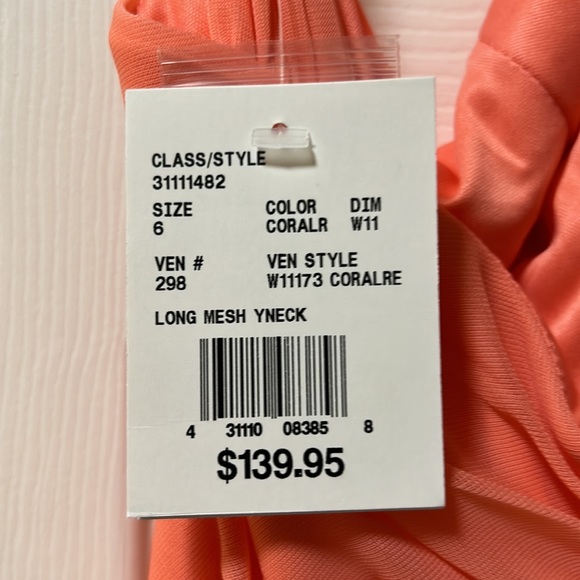 CLASS/STYLE
31111482
SIZE COLOR DIM
6 CORALR W11
VEN # VEN STYLE
298 W11173 CORALRE
LONG MESH YNECK
4 31110 08385 8
$139.95